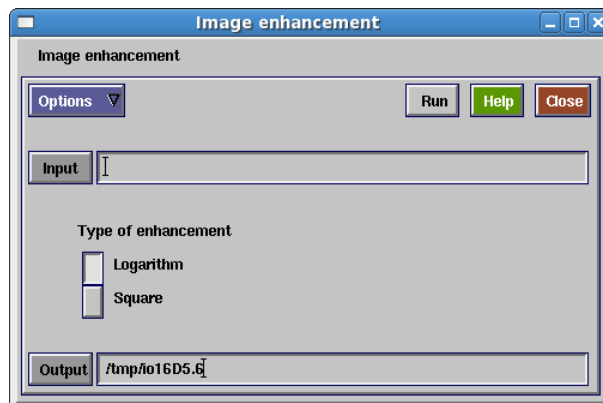 Image enhancement
Image enhancement
Options Run Help Close
Input
Type of enhancement
Logarithm
Square
Output /tmp/io16D5.6